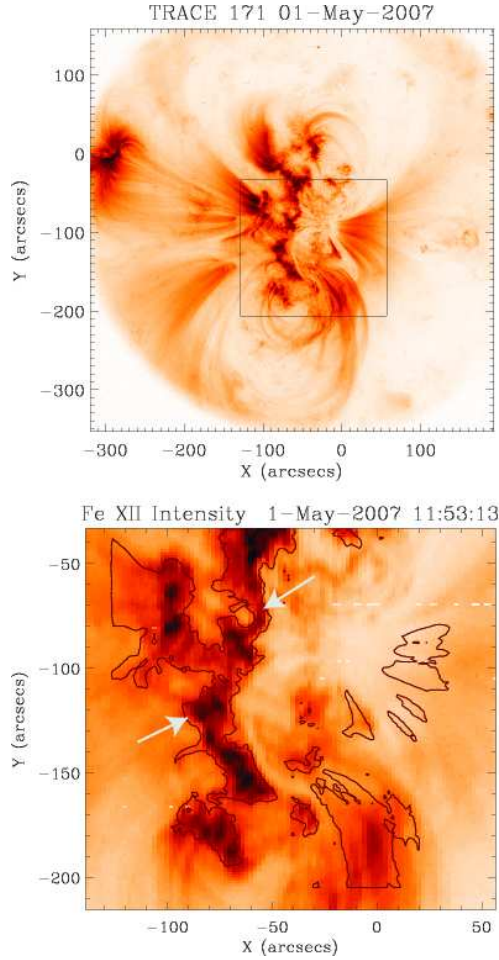 TRACE 171 01-May-2007
150
100
0
-100
-200
-300
Y (arcsecs)
-300 -200 -100 0 100
X (arcsecs)
Fe XII Intensity 1-May-2007 11:53:13
-50
-100
-150
-200
Y (arcsecs)
-100 -50 0 50
X (arcsecs)